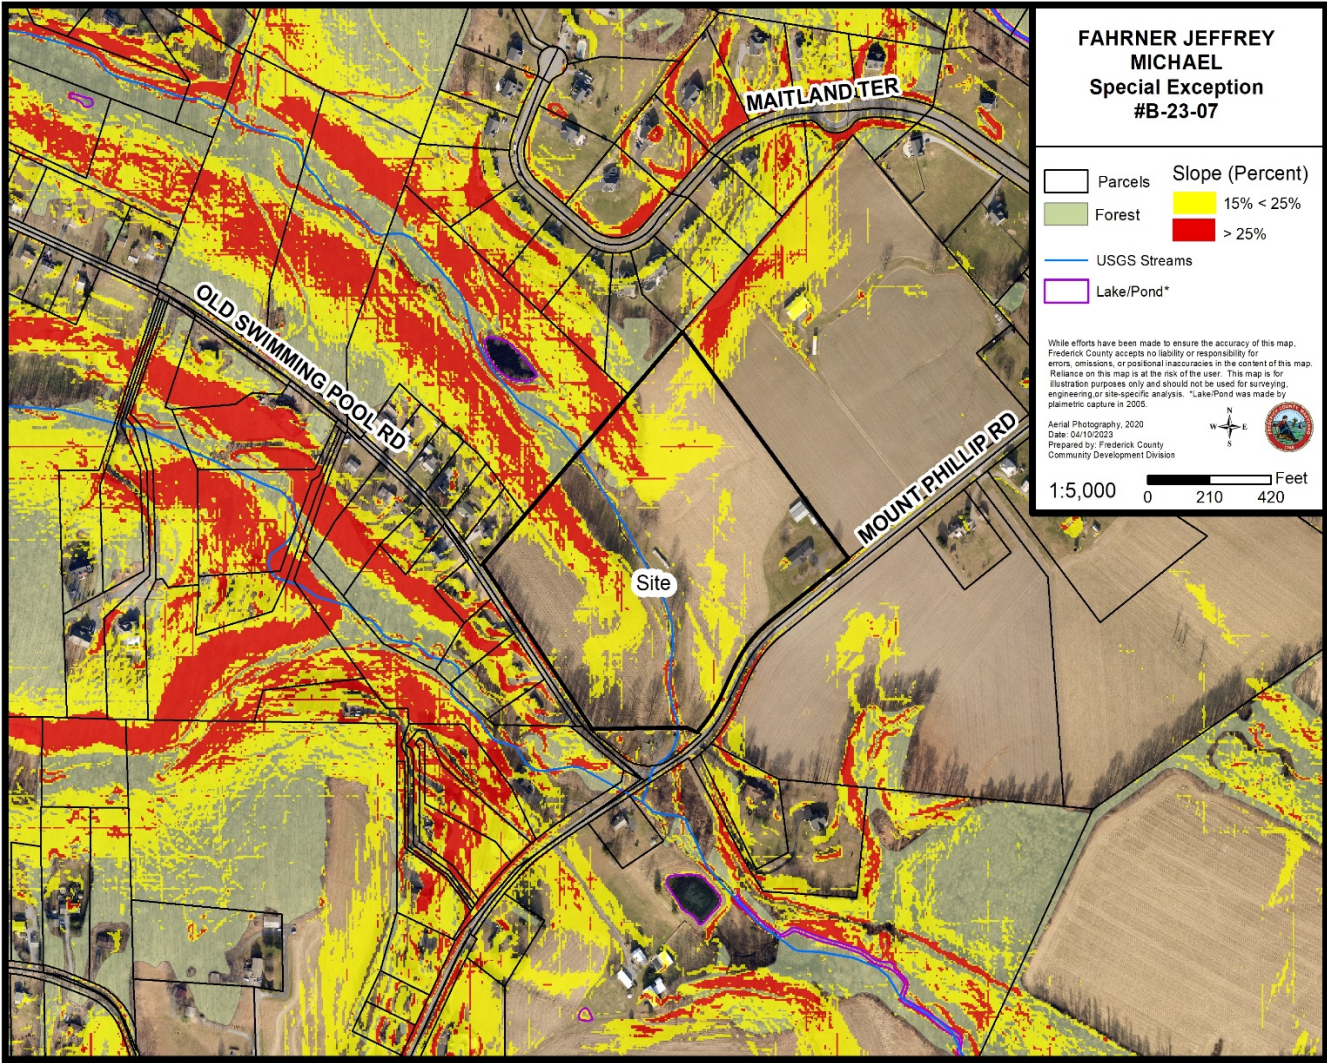 FAHRNER JEFFREY
MICHAEL
Special Exception
#B-23-07
Parcels
Forest
USGS Streams
Lake/Pond*
Slope (Percent)
15% < 25%
> 25%
While efforts have been made to ensure the accuracy of this map,
Frederick County accepts no liability or responsibility for
errors, omissions, or positional inaccuracies in the content of this map.
Reliance on this map is at the risk of the user. This map is for
illustration purposes only and should not be used for surveying,
engineering,or site-specific analysis. *Lake/Pond was made by
plaimetric capture in 2005.
Aerial Photography, 2020
Date: 04/10/2023
Prepared by: Frederick County
Community Development Division
N
W
E
S
1:5,000
Feet
0 210 420
MAITLAND TER
OLD SWIMMING POOL RD
MOUNT PHILLIP RD
Site